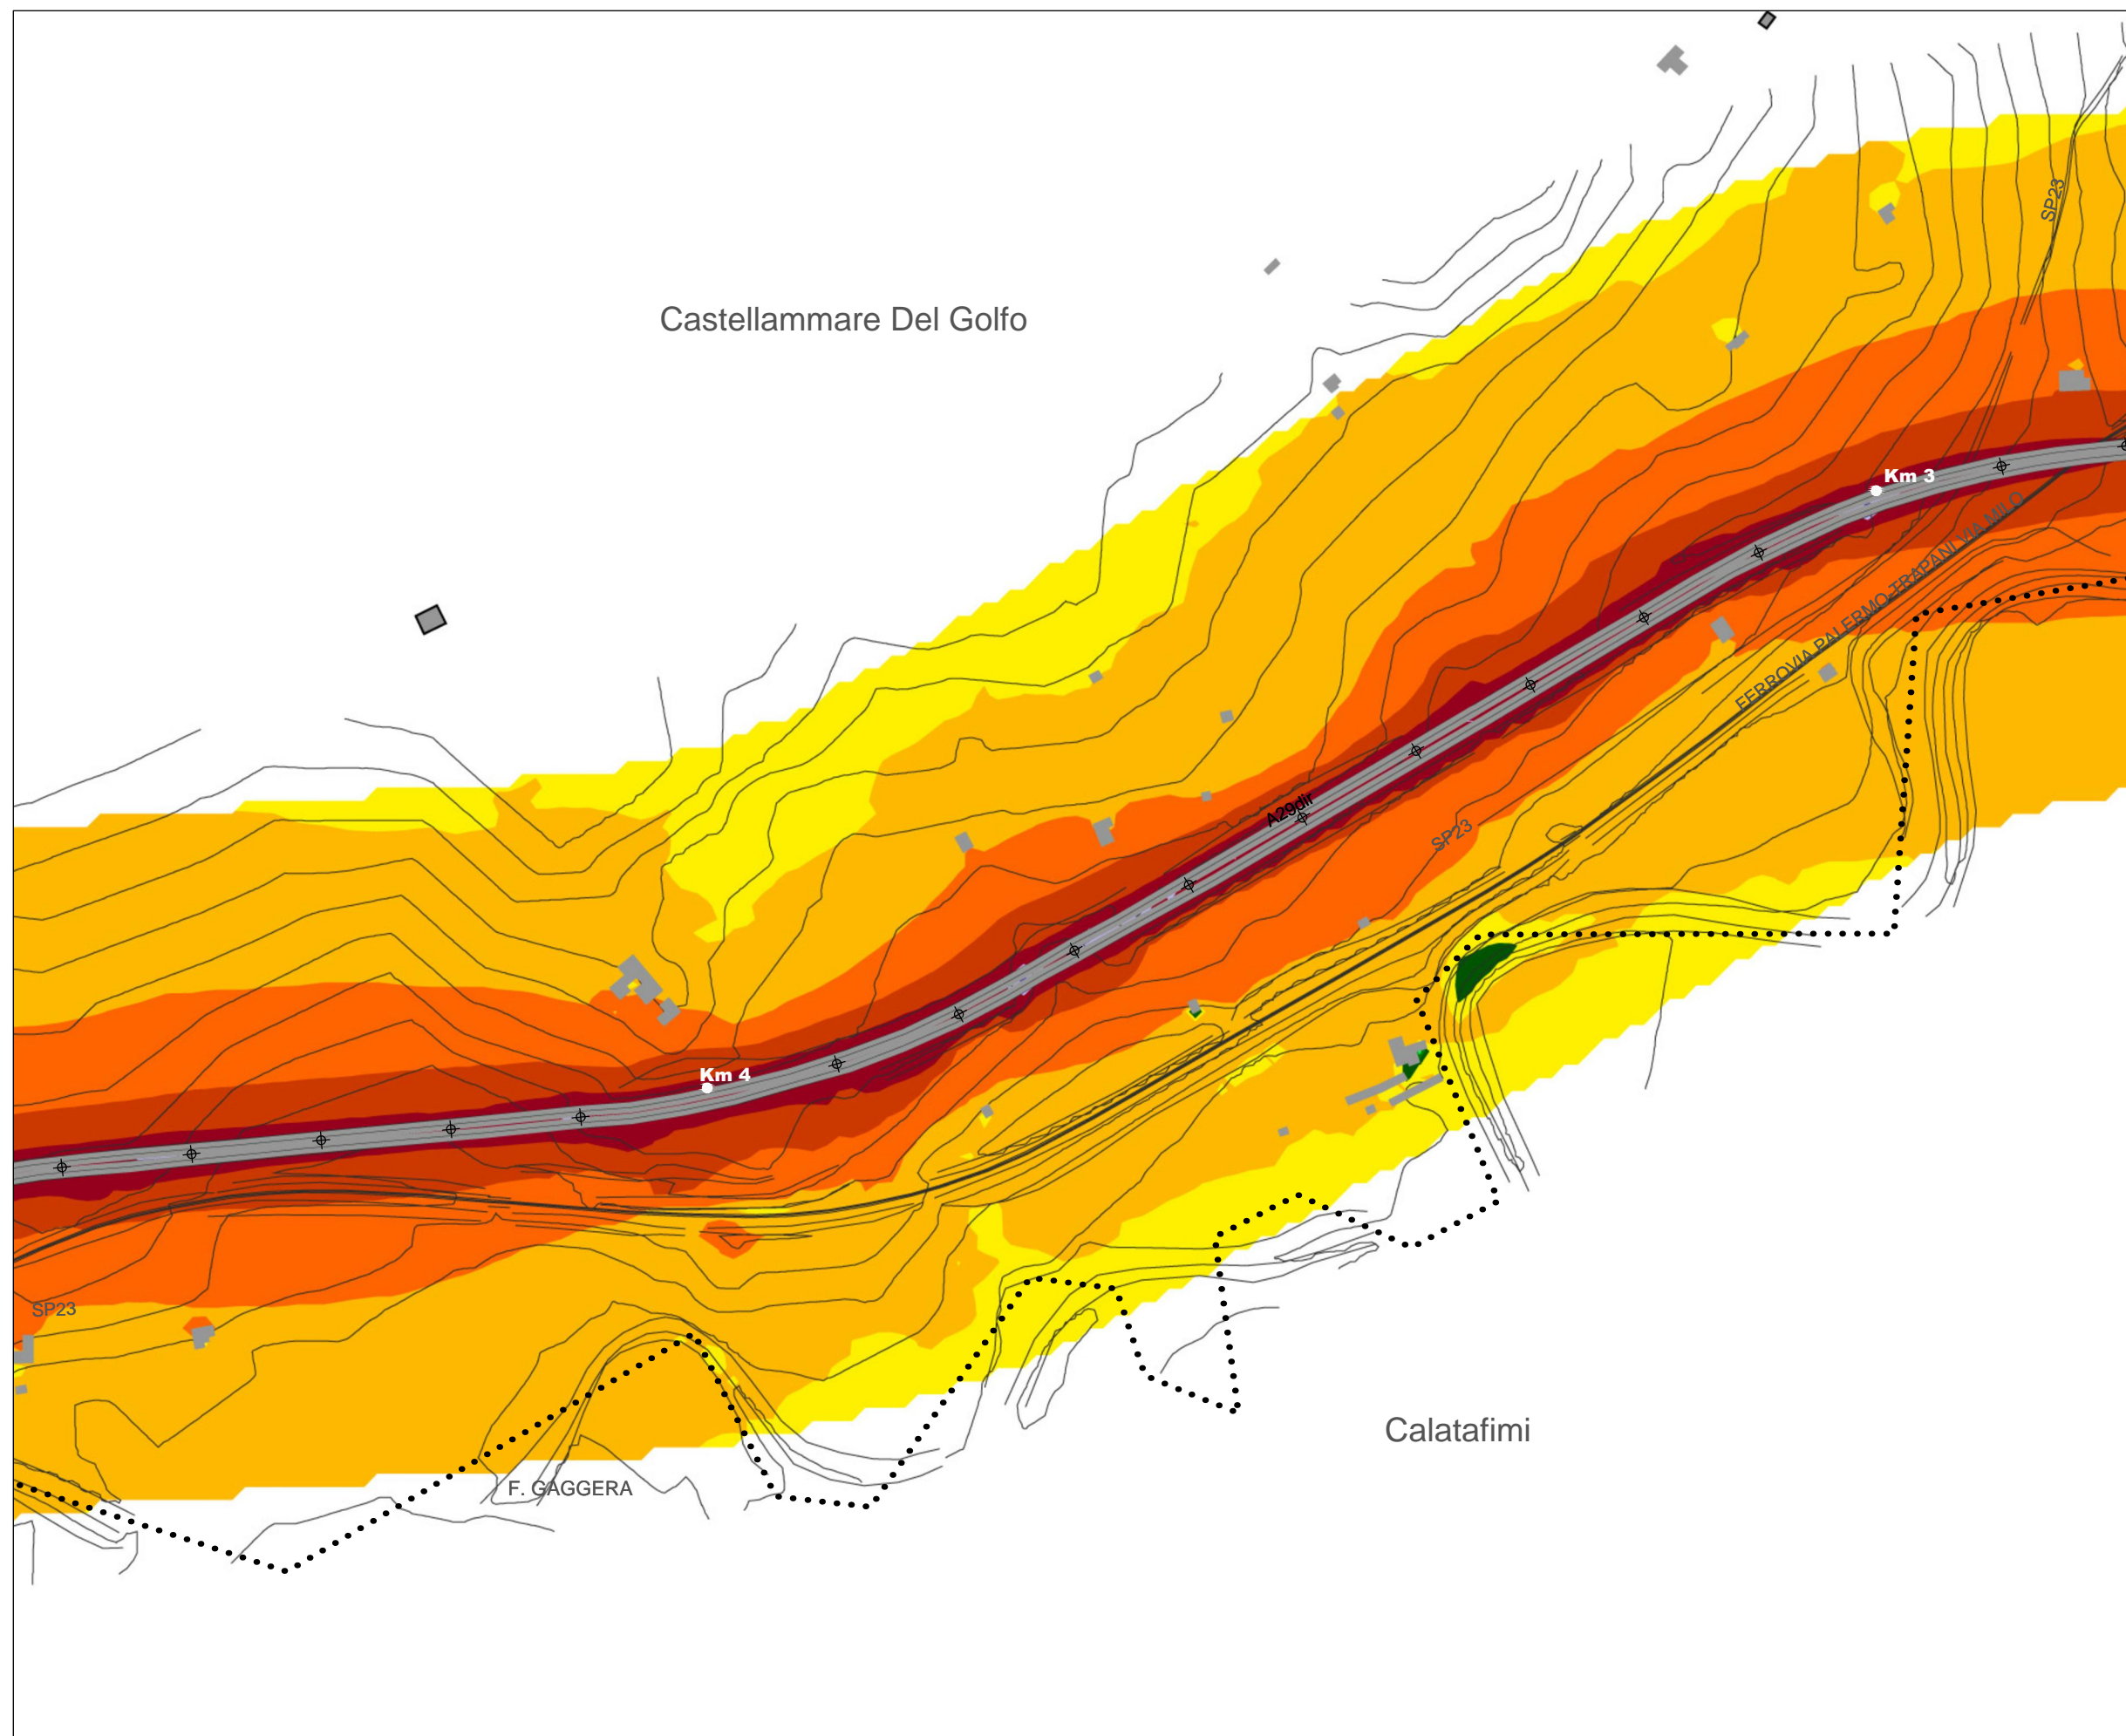 SP23
Castellammare Del Golfo
Km 3
FERROVIA PALERMO-TRAPANI VIA MILO
A29dir
SP23
Km 4
SP23
Calatafimi
F. GAGGERA